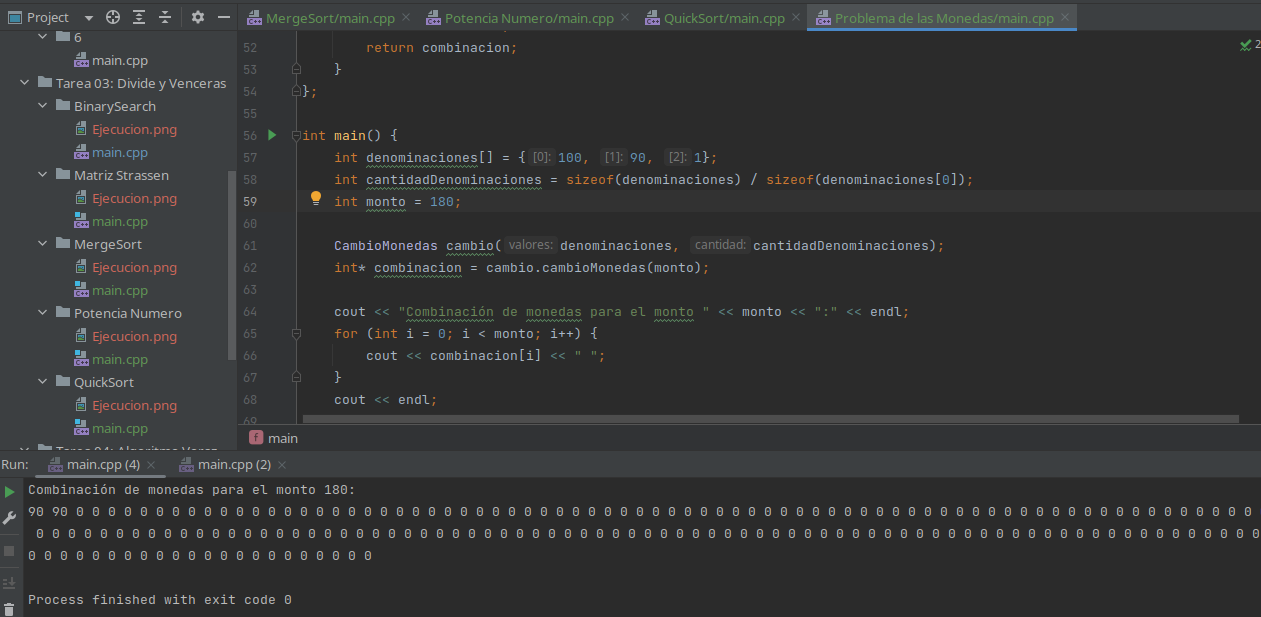 Project
6
main.cpp
Tarea 03: Divide y Venceras
BinarySearch
Ejecucion.png
main.cpp
Matriz Strassen
Ejecucion.png
main.cpp
MergeSort
Ejecucion.png
main.cpp
Potencia Numero
Ejecucion.png
main.cpp
QuickSort
Ejecucion.png
main.cpp
MergeSort/main.cpp Potencia Numero/main.cpp QuickSort/main.cpp Problema de las Monedas/main.cpp
2
52 return combinacion;
53 }
54 };
55
56 int main() {
57 int denominaciones[] = { [0]: 100, [1]: 90, [2]: 1};
58 int cantidadDenominaciones = sizeof(denominaciones) / sizeof(denominaciones[0]);
59 int monto = 180;
60
61 CambioMonedas cambio( valores: denominaciones, cantidad: cantidadDenominaciones);
62 int* combinacion = cambio.cambioMonedas(monto);
63
64 cout << "Combinación de monedas para el monto " << monto << ":" << endl;
65 for (int i = 0; i < monto; i++) {
66 cout << combinacion[i] << " ";
67 }
68 cout << endl;
69
f main
Run: main.cpp (4) main.cpp (2)
Combinación de monedas para el monto 180:
90 90 0 0 0 0 0 0 0 0 0 0 0 0 0 0 0 0 0 0 0 0 0 0 0 0 0 0 0 0 0 0 0 0 0 0 0 0 0 0 0 0 0 0 0 0 0 0 0 0 0 0 0 0 0 0 0 0 0 0 0 0 0 0 0 0 0 0 0 0 0 0 0 0 0 0
0 0 0 0 0 0 0 0 0 0 0 0 0 0 0 0 0 0 0 0 0 0 0 0 0 0 0 0 0 0 0 0 0 0 0 0 0 0 0 0 0 0 0 0 0 0 0 0 0 0 0 0 0 0 0 0 0 0 0 0 0 0 0 0 0 0 0 0 0 0 0 0 0 0 0 0 0
0 0 0 0 0 0 0 0 0 0 0 0 0 0 0 0 0 0 0 0 0 0
Process finished with exit code 0